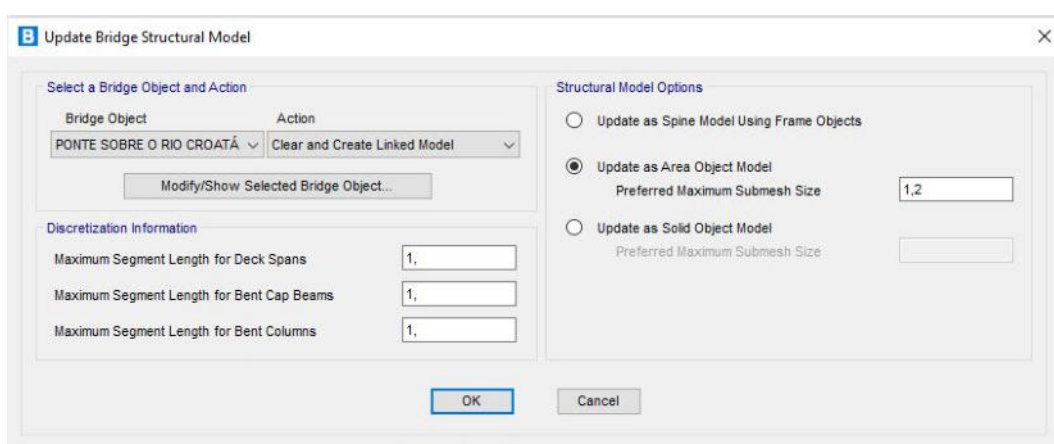 B Update Bridge Structural Model
Select a Bridge Object and Action
Bridge Object Action
PONTE SOBRE O RIO CROATÁ Clear and Create Linked Model
Modify/Show Selected Bridge Object...
Discretization Information
Maximum Segment Length for Deck Spans 1,
Maximum Segment Length for Bent Cap Beams 1,
Maximum Segment Length for Bent Columns 1,
Structural Model Options
Update as Spine Model Using Frame Objects
Update as Area Object Model
Preferred Maximum Submesh Size 1,2
Update as Solid Object Model
Preferred Maximum Submesh Size
OK Cancel